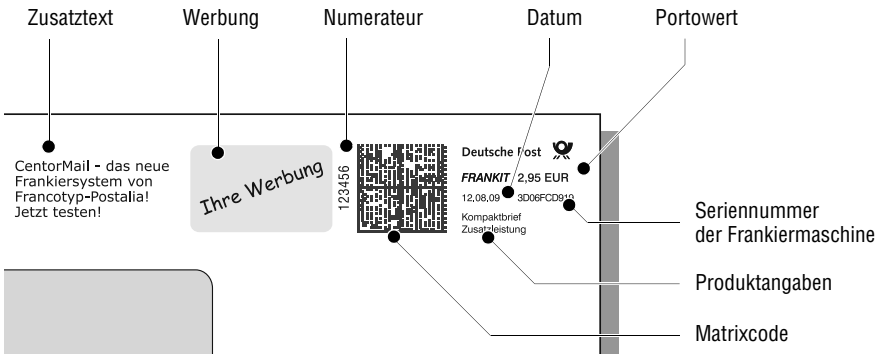 Zusatztext
Werbung
Numerateur
Datum
Portowert
CentorMail - das neue
Frankiersystem von
Francotyp-Postalia!
Jetzt testen!
Ihre Werbung
123456
Deutsche Post
FRANKIT 2,95 EUR
12,08,09 3D06FCD919
Kompaktbrief
Zusatzleistung
Seriennummer
der Frankiermaschine
Produktangaben
Matrixcode